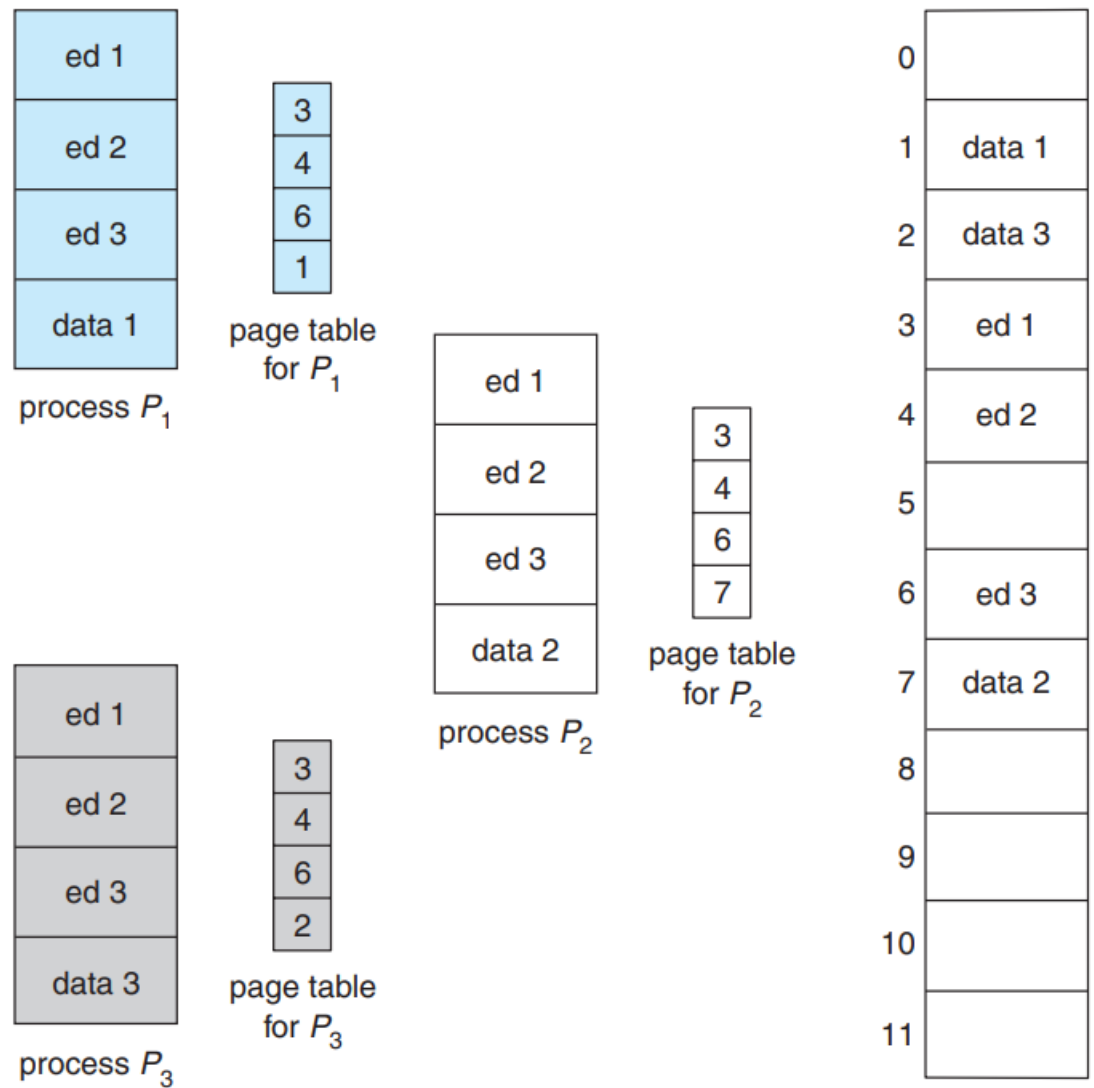 ed 1
ed 2
ed 3
data 1
process P1
3
4
6
1
page table
for P1
ed 1
ed 2
ed 3
data 2
process P2
3
4
6
7
page table
for P2
ed 1
ed 2
ed 3
data 3
process P3
3
4
6
2
page table
for P3
0
1 data 1
2 data 3
3 ed 1
4 ed 2
5
6 ed 3
7 data 2
8
9
10
11